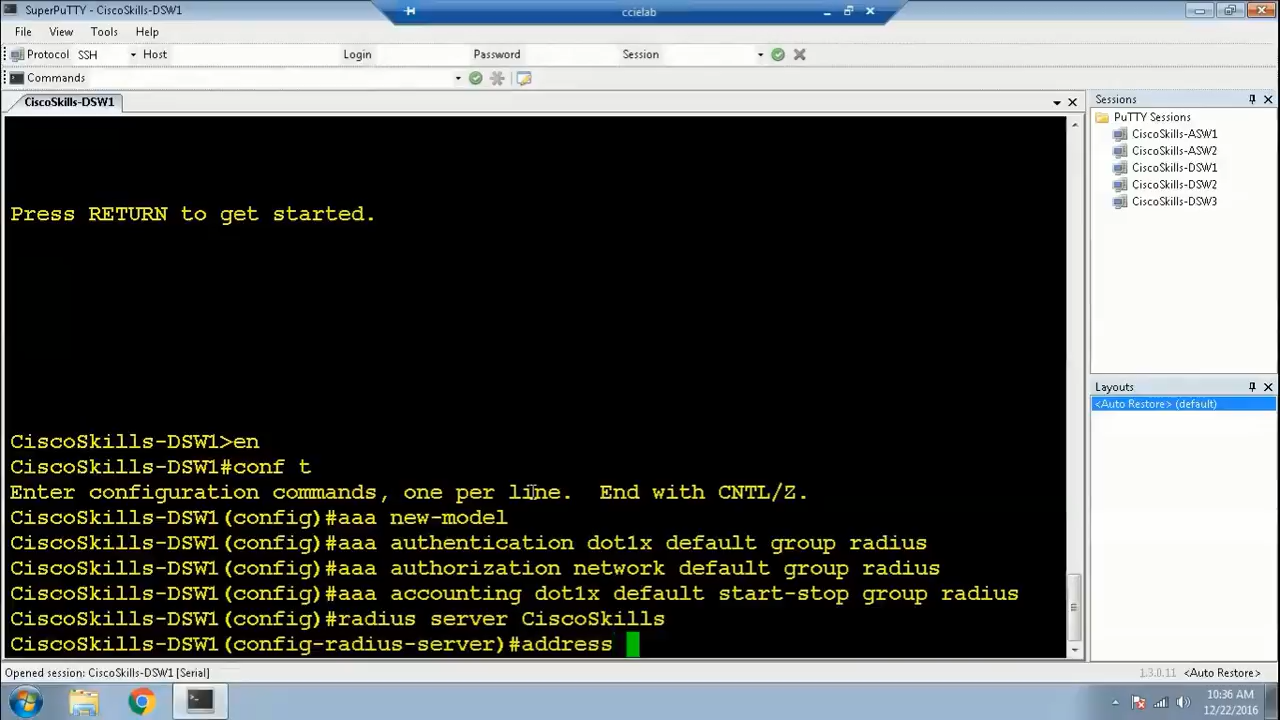 SuperPuTTY - CiscoSkills-DSW1
ccielab
File View Tools Help
Protocol SSH Host Login Password Session
Commands
CiscoSkills-DSW1
Press RETURN to get started.
CiscoSkills-DSW1>en
CiscoSkills-DSW1#conf t
Enter configuration commands, one per line.  End with CNTL/Z.
CiscoSkills-DSW1(config)#aaa new-model
CiscoSkills-DSW1(config)#aaa authentication dot1x default group radius
CiscoSkills-DSW1(config)#aaa authorization network default group radius
CiscoSkills-DSW1(config)#aaa accounting dot1x default start-stop group radius
CiscoSkills-DSW1(config)#radius server CiscoSkills
CiscoSkills-DSW1(config-radius-server)#address
Sessions
PuTTY Sessions
CiscoSkills-ASW1
CiscoSkills-ASW2
CiscoSkills-DSW1
CiscoSkills-DSW2
CiscoSkills-DSW3
Layouts
<Auto Restore> (default)
Opened session: CiscoSkills-DSW1 [Serial]
1.3.0.11 <Auto Restore>
10:36 AM
12/22/2016